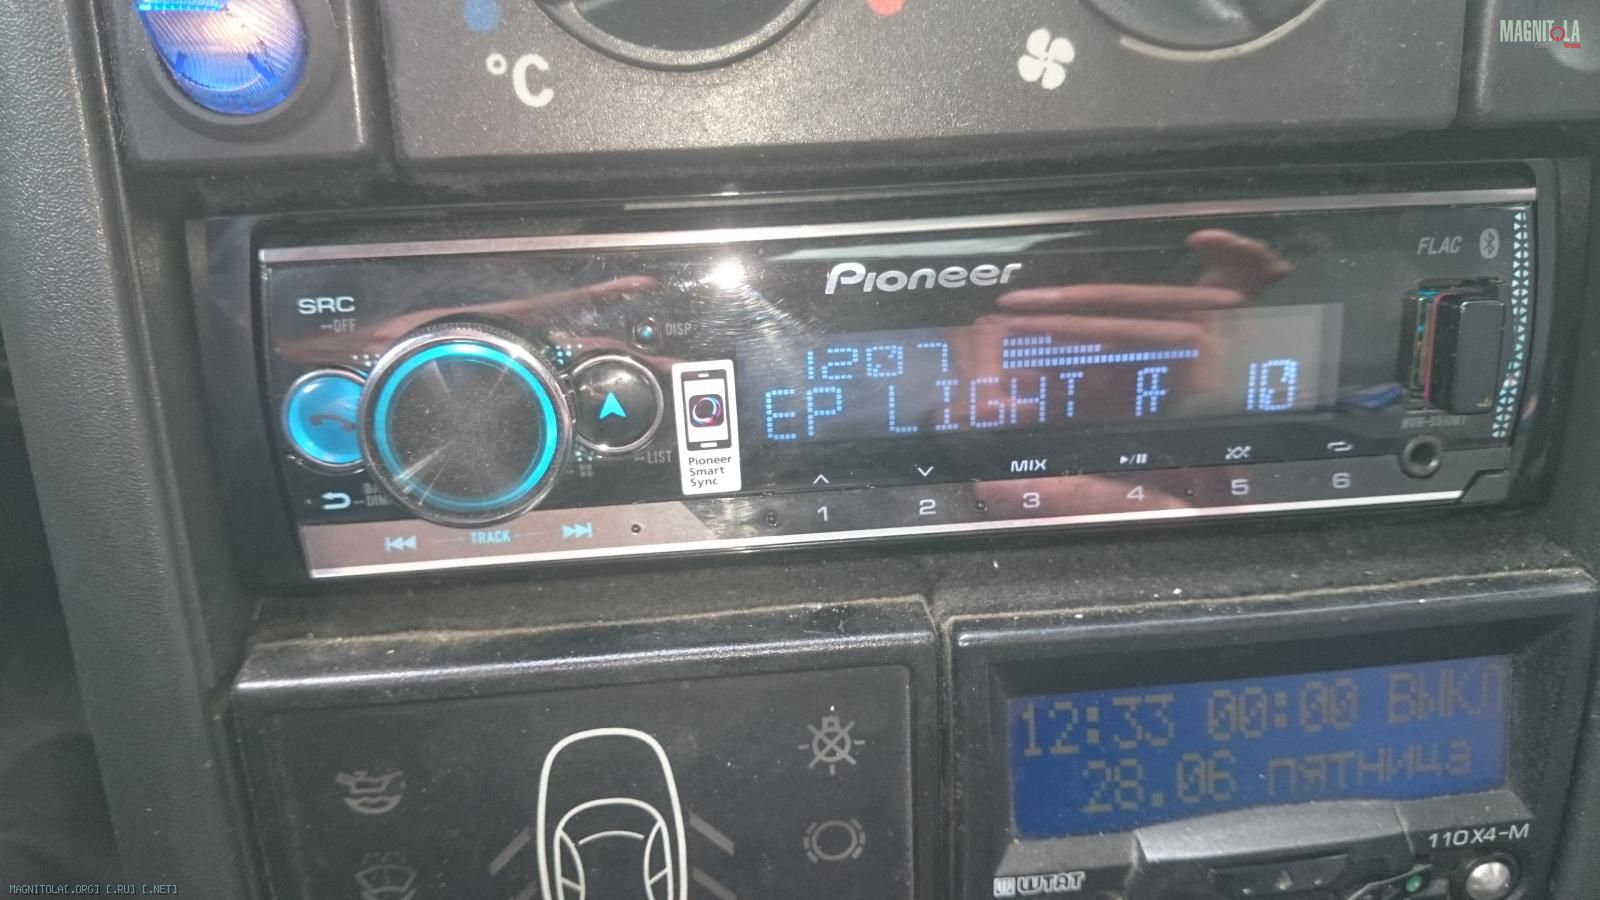 MAGNITOLA
Team
°C
Pioneer
FLAC
SRC
OFF
DISP
1207
EP LIGHT
10
LIST
Pioneer
Smart
Sync
MIX
1 2 3 4 5 6
TRACK
12:33 00:00 ВЫКЛ
28.06 ПЯТНИЦА
110X4-M
ШТАТ
MAGNITOLA[.ORG] [.RU] [.NET]